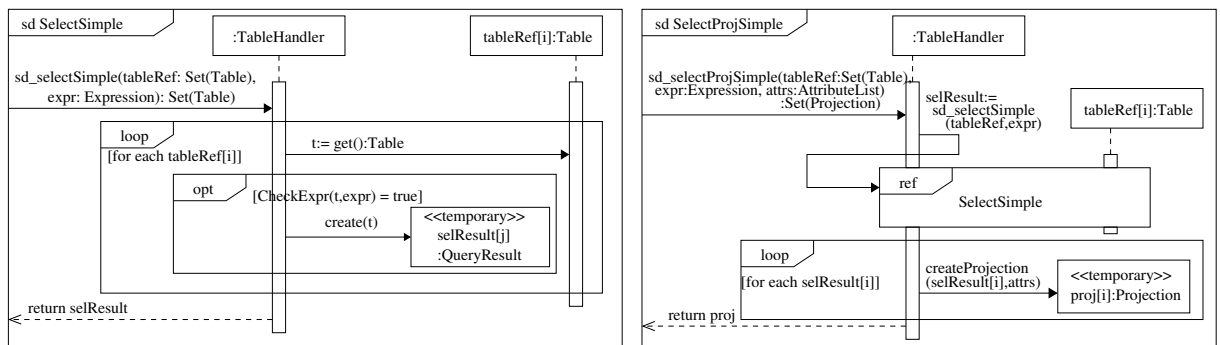 sd SelectSimple
:TableHandler
tableRef[i]:Table
sd_selectSimple(tableRef: Set(Table),
expr: Expression): Set(Table)
loop
[for each tableRef[i]]
t:= get():Table
opt
[CheckExpr(t,expr) = true]
create(t)
<<temporary>>
selResult[j]
:QueryResult
return selResult
sd SelectProjSimple
:TableHandler
sd_selectProjSimple(tableRef:Set(Table),
expr:Expression, attrs:AttributeList)
:Set(Projection)
selResult:=
sd_selectSimple
(tableRef,expr)
tableRef[i]:Table
ref
SelectSimple
loop
[for each selResult[i]]
createProjection
(selResult[i],attrs)
<<temporary>>
proj[i]:Projection
return proj